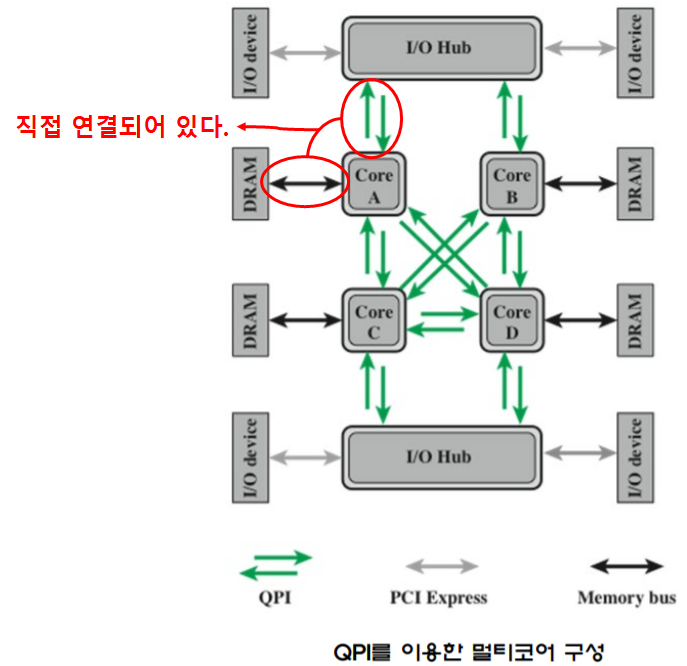 I/O device
I/O Hub
I/O device
직접 연결되어 있다.
DRAM
Core
A
Core
B
DRAM
DRAM
Core
C
Core
D
DRAM
I/O device
I/O Hub
I/O device
QPI
PCI Express
Memory bus
QPI를 이용한 멀티코어 구성